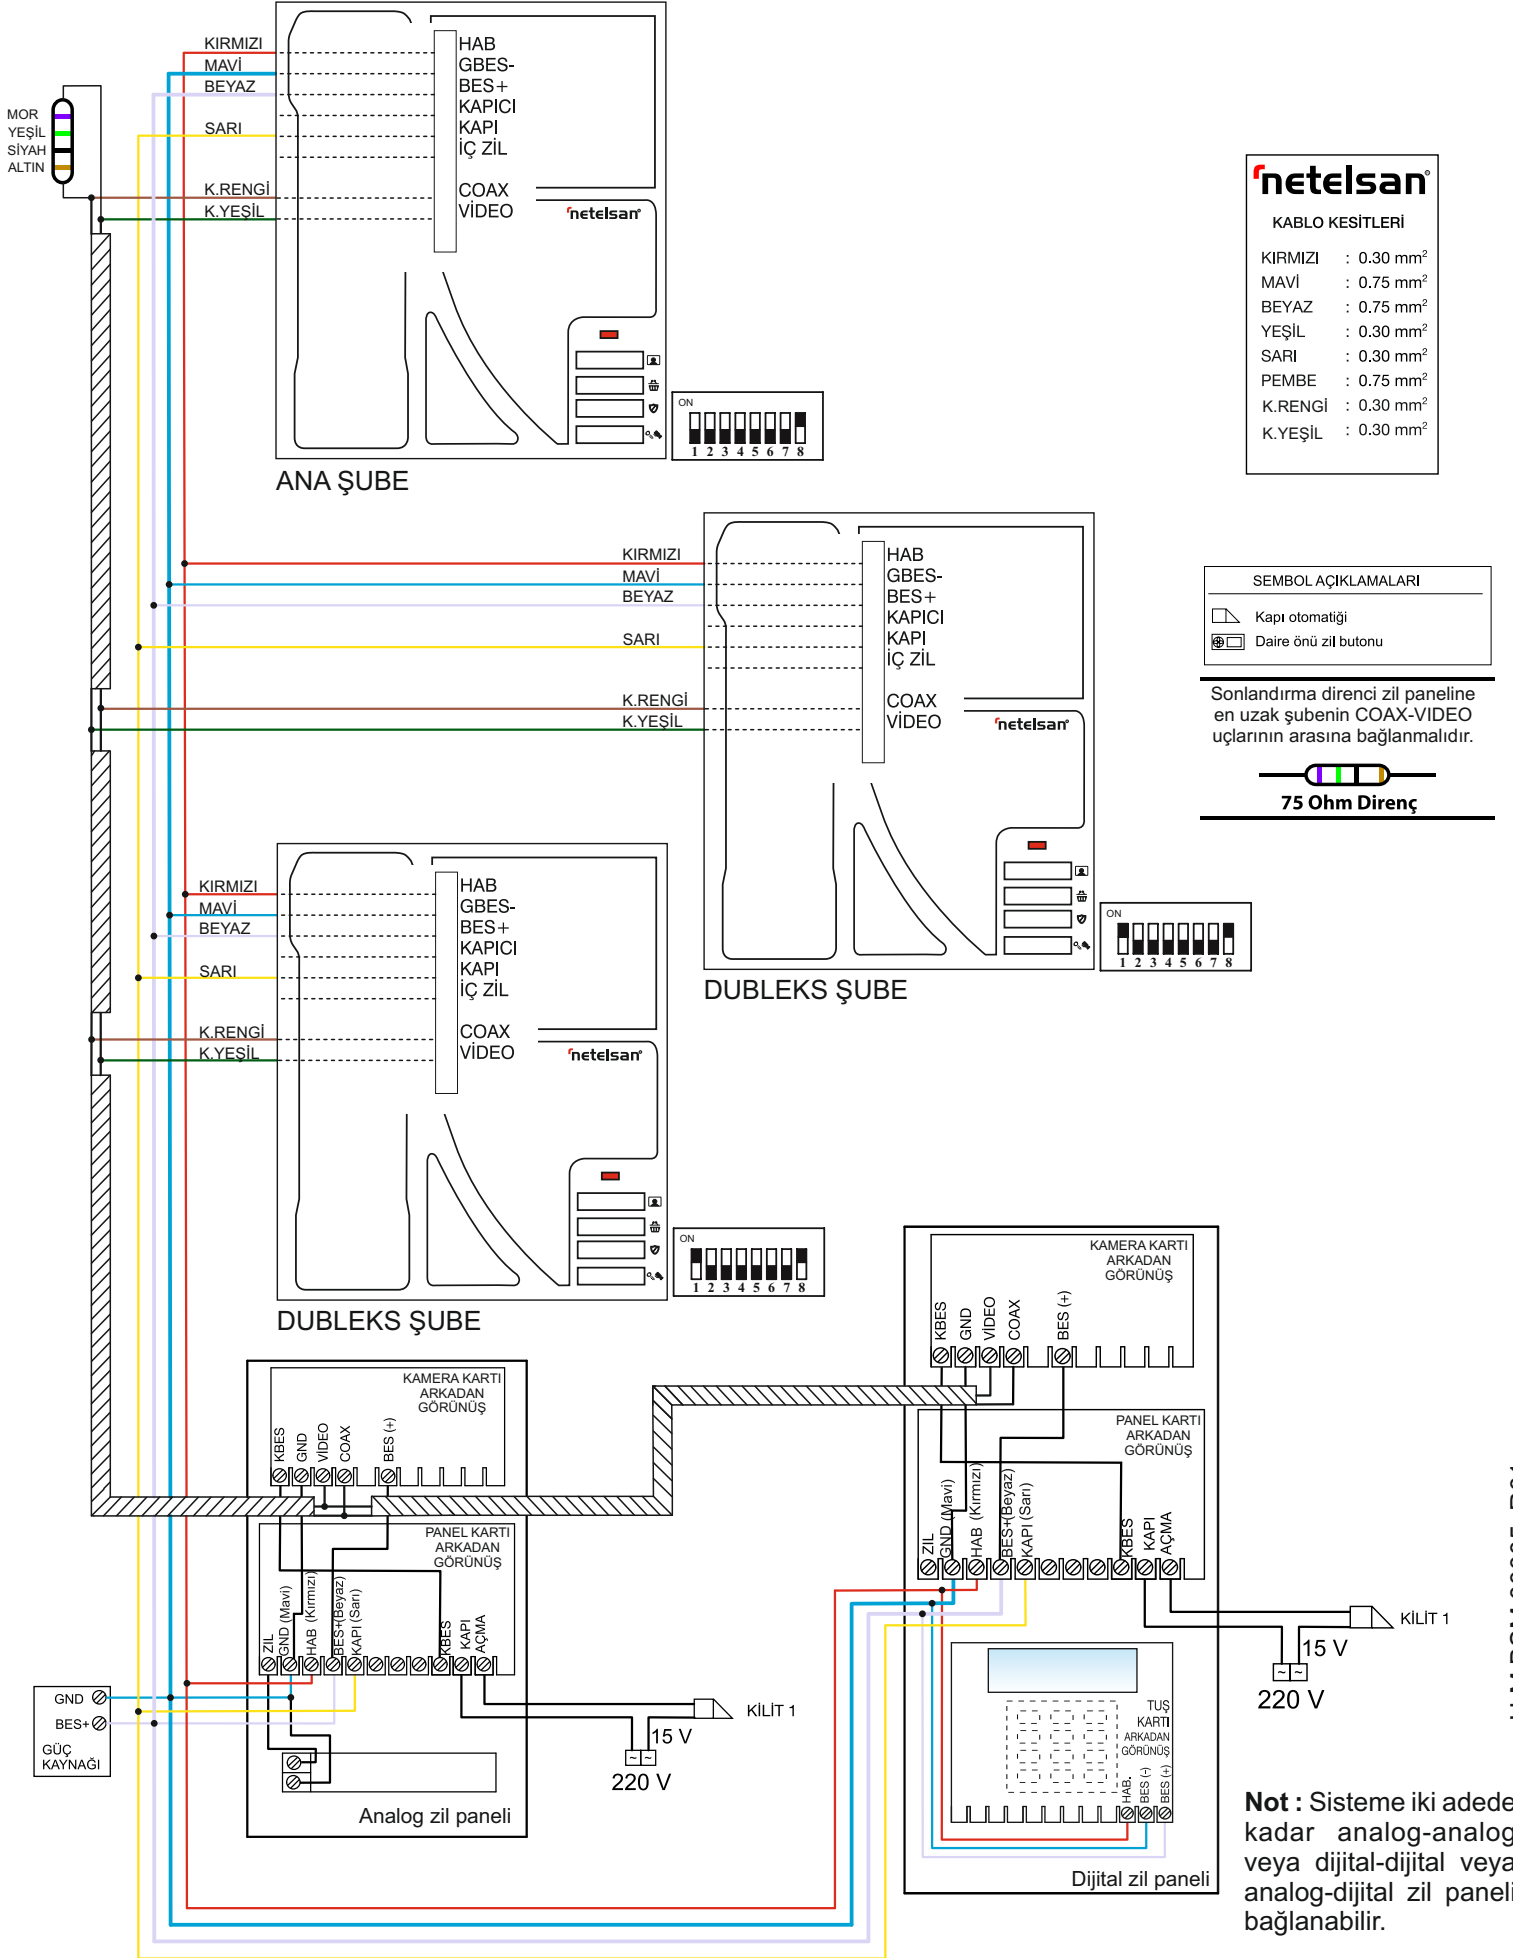 KIRMIZI
MAVİ
BEYAZ
SARI
K.RENGİ
K.YEŞİL
HAB
GBES-
BES+
KAPICI
KAPI
İÇ ZİL
COAX
VİDEO
netelsan
MOR
YEŞİL
SİYAH
ALTIN
ON
1 2 3 4 5 6 7 8
ANA ŞUBE
netelsan
KABLO KESİTLERİ
KIRMIZI : 0.30 mm²
MAVİ : 0.75 mm²
BEYAZ : 0.75 mm²
YEŞİL : 0.30 mm²
SARI : 0.30 mm²
PEMBE : 0.75 mm²
K.RENGİ : 0.30 mm²
K.YEŞİL : 0.30 mm²
KIRMIZI
MAVİ
BEYAZ
SARI
K.RENGİ
K.YEŞİL
HAB
GBES-
BES+
KAPICI
KAPI
İÇ ZİL
COAX
VİDEO
netelsan
ON
1 2 3 4 5 6 7 8
DUBLEKS ŞUBE
SEMBOL AÇIKLAMALARI
Kapı otomatiği
Daire önü zil butonu
Sonlandırma direnci zil paneline
en uzak şubenin COAX-VIDEO
uçlarının arasına bağlanmalıdır.
75 Ohm Direnç
KIRMIZI
MAVİ
BEYAZ
SARI
K.RENGİ
K.YEŞİL
HAB
GBES-
BES+
KAPICI
KAPI
İÇ ZİL
COAX
VİDEO
netelsan
ON
1 2 3 4 5 6 7 8
DUBLEKS ŞUBE
KAMERA KARTI
ARKADAN
GÖRÜNÜŞ
KBES
GND
VİDEO
COAX
BES (+)
PANEL KARTI
ARKADAN
GÖRÜNÜŞ
ZIL
GND (Mavi)
HAB (Kırmızı)
BES+(Beyaz)
KAPI (Sarı)
KBES
KAPI
AÇMA
GND
BES+
GÜÇ
KAYNAĞI
KİLİT 1
15 V
~ ~
220 V
Analog zil paneli
KAMERA KARTI
ARKADAN
GÖRÜNÜŞ
KBES
GND
VİDEO
COAX
BES (+)
PANEL KARTI
ARKADAN
GÖRÜNÜŞ
ZIL
GND (Mavi)
HAB (Kırmızı)
BES+(Beyaz)
KAPI (Sarı)
KBES
KAPI
AÇMA
KİLİT 1
15 V
~ ~
220 V
TUŞ
KARTI
ARKADAN
GÖRÜNÜŞ
HAB.
BES (-)
BES (+)
Dijital zil paneli
Not : Sisteme iki adede
kadar analog-analog
veya dijital-dijital veya
analog-dijital zil paneli
bağlanabilir.